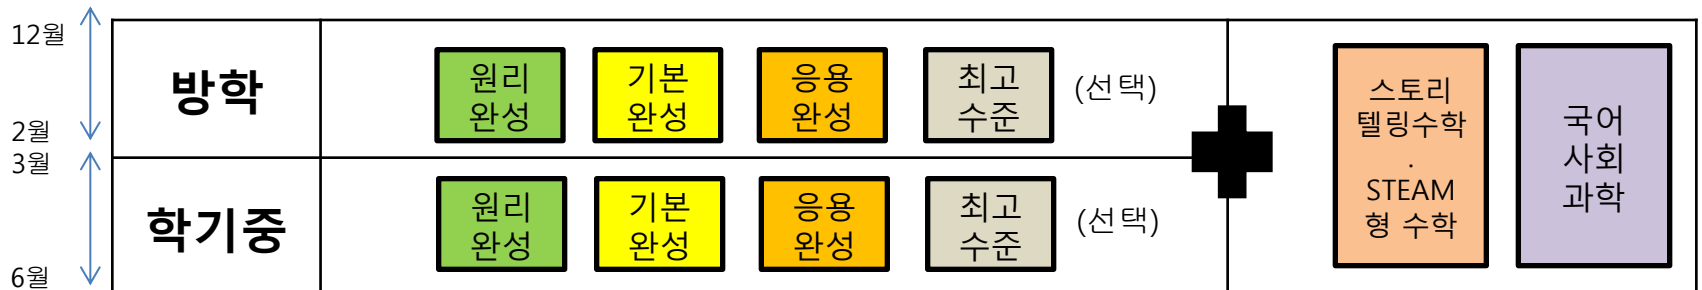 12월
방학
원리
완성
기본
완성
응용
완성
최고
수준
(선택)
2월
3월
학기중
원리
완성
기본
완성
응용
완성
최고
수준
(선택)
6월
스토리
텔링수학
.
STEAM
형 수학
국어
사회
과학